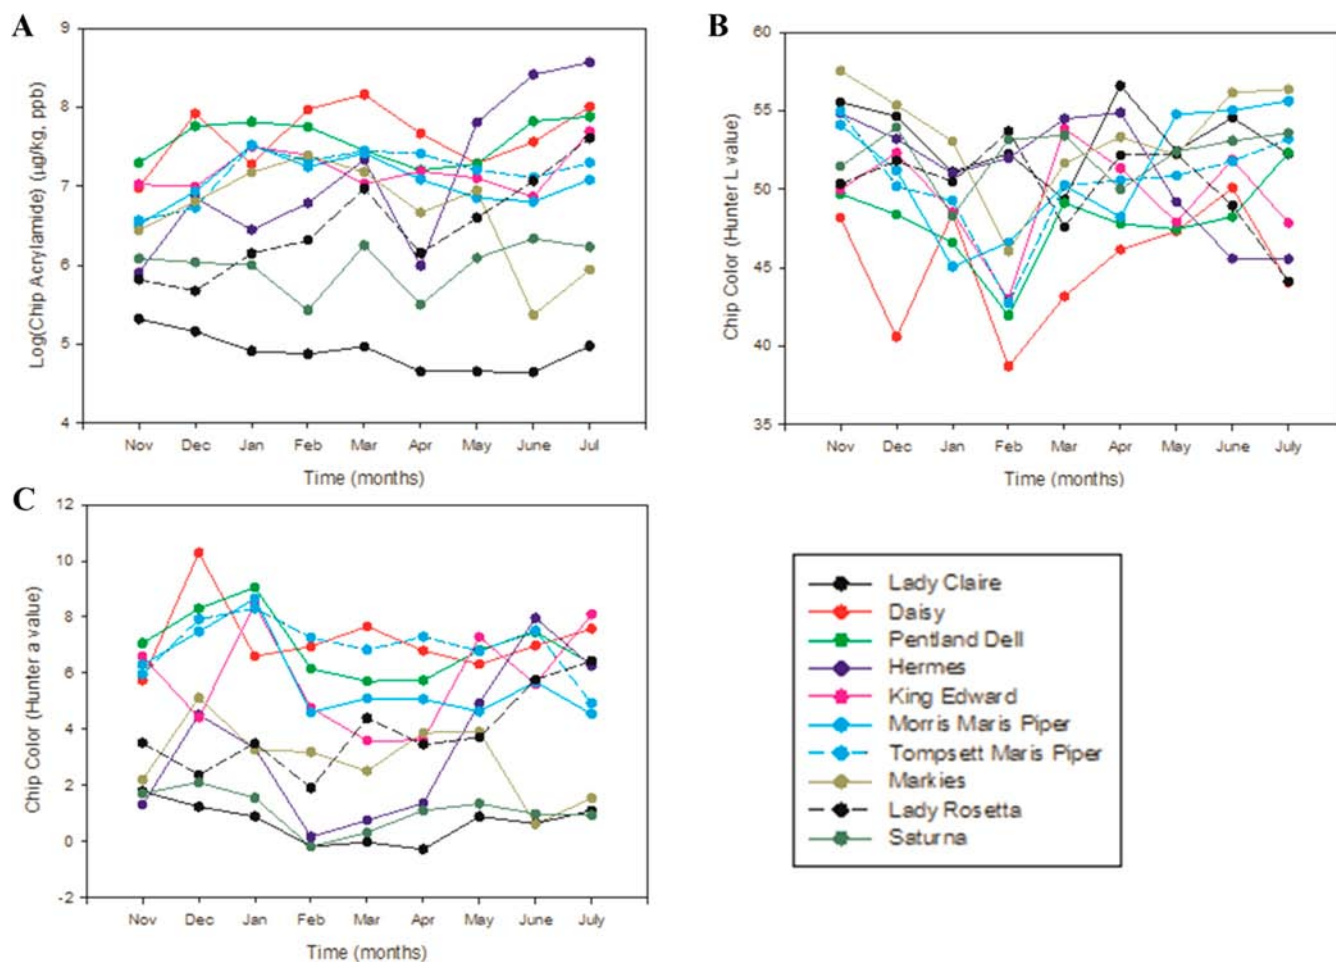 A
Log(Chip Acrylamide) (µg/kg, ppb)
9
8
7
6
5
4
Nov Dec Jan Feb Mar Apr May June Jul
Time (months)
B
Chip Color (Hunter L value)
60
55
50
45
40
35
Nov Dec Jan Feb Mar Apr May June July
Time (months)
C
Chip Color (Hunter a value)
12
10
8
6
4
2
0
-2
Nov Dec Jan Feb Mar Apr May June July
Time (months)
Lady Claire
Daisy
Pentland Dell
Hermes
King Edward
Morris Maris Piper
Tompsett Maris Piper
Markies
Lady Rosetta
Saturna